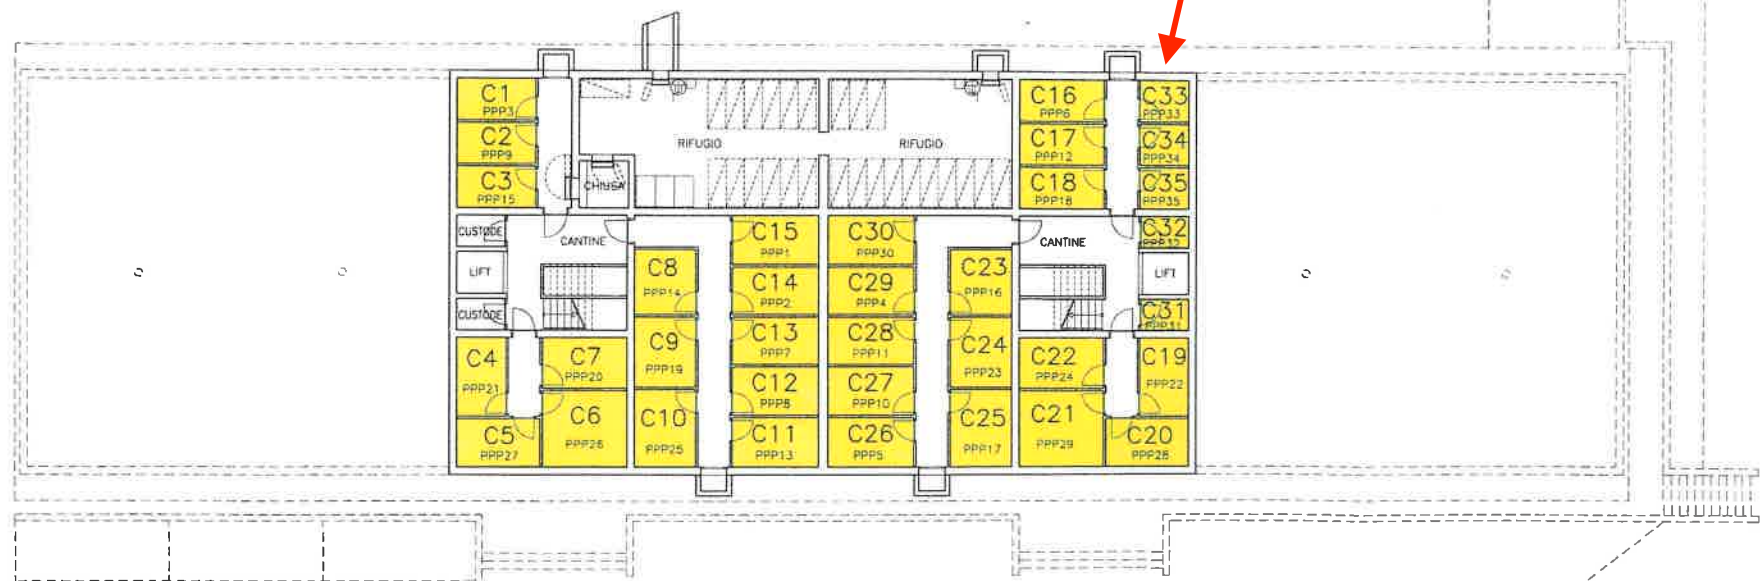 C1
PPP3
C2
PPP9
C3
PPP15
RIFUGIO
RIFUGIO
CHIUSA
C16
PPP6
C17
PPP12
C18
PPP18
C33
PPP33
C34
PPP34
C35
PPP35
CUSTODE
LIFT
CUSTODE
CANTINE
C8
PPP14
C9
PPP19
C10
PPP25
C15
PPP1
C14
PPP2
C13
PPP7
C12
PPP8
C11
PPP13
C30
PPP30
C29
PPP4
C28
PPP11
C27
PPP10
C26
PPP5
C23
PPP16
C24
PPP23
C25
PPP17
CANTINE
C32
PPP32
LIFT
C31
PPP31
C4
PPP21
C5
PPP27
C7
PPP20
C6
PPP26
C22
PPP24
C21
PPP29
C19
PPP22
C20
PPP28